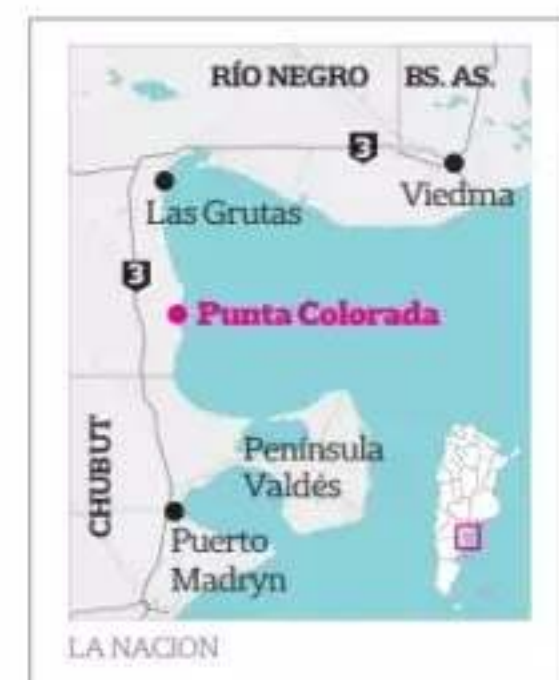 RÍO NEGRO BS. AS.
3
Viedma
Las Grutas
3
Punta Colorada
CHUBUT
Península
Valdés
Puerto
Madryn
LA NACION